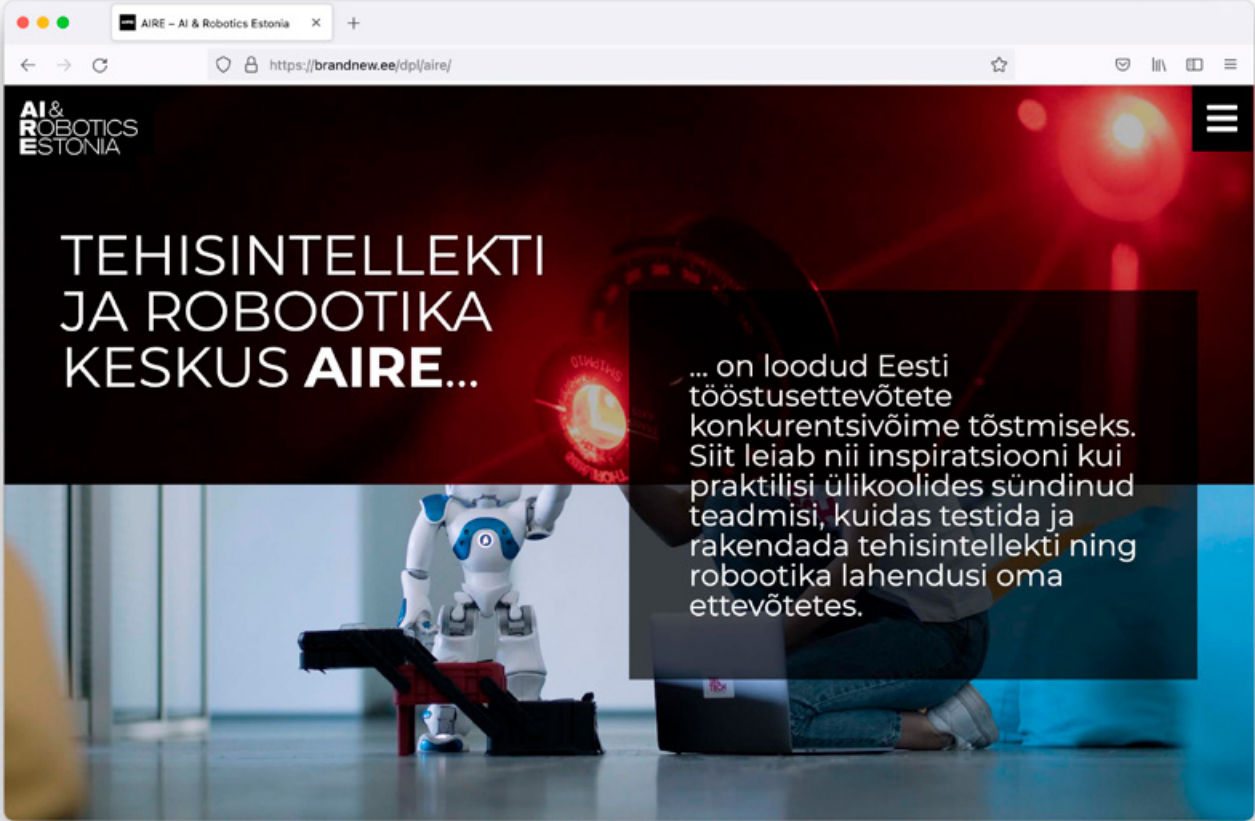 AIRE – AI & Robotics Estonia
https://brandnew.ee/dpl/aire/
AI &
ROBOTICS
ESTONIA
TEHISINTELLEKTI
JA ROBOOTIKA
KESKUS AIRE...
... on loodud Eesti
tööstusettevõtete
konkurentsivõime tõstmiseks.
Siit leiab nii inspiratsiooni kui
praktilisi ülikoolides sündinud
teadmisi, kuidas testida ja
rakendada tehisintellekti ning
robootika lahendusi oma
ettevõtetes.
SM1PM10
THORLABS